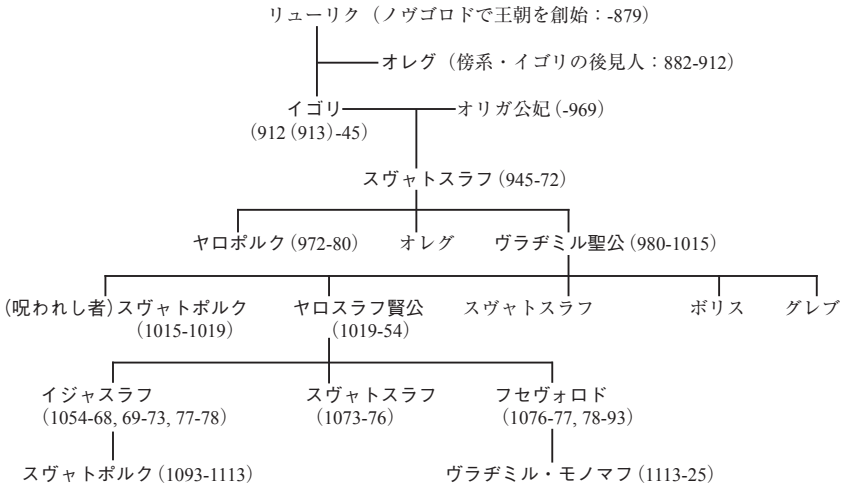 リューリク（ノヴゴロドで王朝を創始：-879）
オレグ（傍系・イゴリの後見人：882-912）
イゴリ オリガ公妃(-969)
(912 (913)-45)
スヴャトスラフ(945-72)
ヤロポルク(972-80) オレグ ヴラヂミル聖公(980-1015)
(呪われし者)スヴャトポルク ヤロスラフ賢公 スヴャトスラフ ボリス グレブ
(1015-1019) (1019-54)
イジャスラフ スヴャトスラフ フセヴォロド
(1054-68, 69-73, 77-78) (1073-76) (1076-77, 78-93)
スヴャトポルク(1093-1113) ヴラヂミル・モノマフ(1113-25)